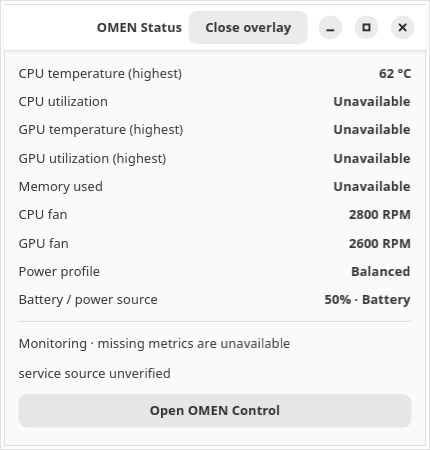 OMEN Status
Close overlay
CPU temperature (highest) 62 °C
CPU utilization Unavailable
GPU temperature (highest) Unavailable
GPU utilization (highest) Unavailable
Memory used Unavailable
CPU fan 2800 RPM
GPU fan 2600 RPM
Power profile Balanced
Battery / power source 50% · Battery
Monitoring · missing metrics are unavailable
service source unverified
Open OMEN Control